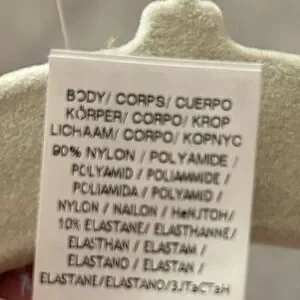 BODY/ CORPS/ CUERPO
KÖRPER/ CORPO/ KROP
LICHAAM/ CORPO/ КОРПУС
90% NYLON / POLYAMIDE /
POLYAMID / POLIAMMIDE /
POLIAMIDA / POLYAMID /
NYLON / NAILON / НЕЙЛОН/
10% ELASTANE/ ELASTHANNE/
ELASTHAN / ELASTAM /
ELASTANO / ELASTAN /
ELASTANE/ELASTANO/ЭЛАСТАН